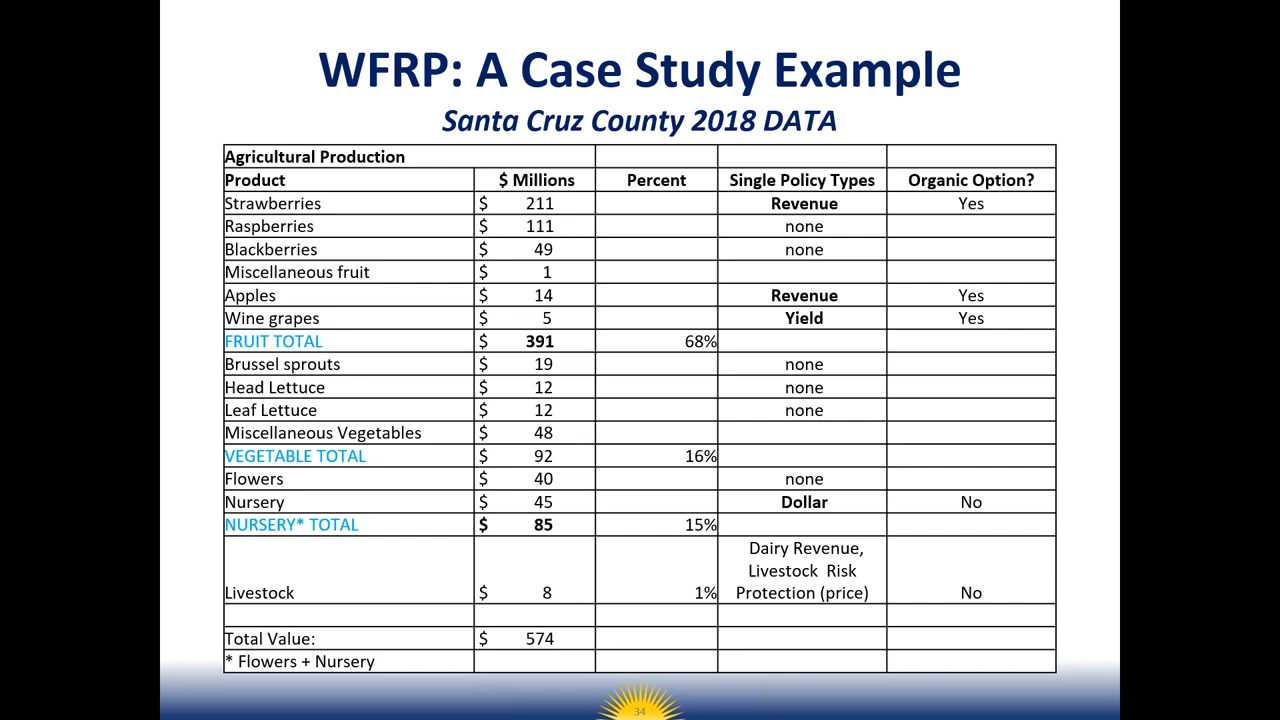 WFRP: A Case Study Example
Santa Cruz County 2018 DATA
Agricultural Production
Product $ Millions Percent Single Policy Types Organic Option?
Strawberries $ 211 Revenue Yes
Raspberries $ 111 none
Blackberries $ 49 none
Miscellaneous fruit $ 1
Apples $ 14 Revenue Yes
Wine grapes $ 5 Yield Yes
FRUIT TOTAL $ 391 68%
Brussel sprouts $ 19 none
Head Lettuce $ 12 none
Leaf Lettuce $ 12 none
Miscellaneous Vegetables $ 48
VEGETABLE TOTAL $ 92 16%
Flowers $ 40 none
Nursery $ 45 Dollar No
NURSERY* TOTAL $ 85 15%
Dairy Revenue,
Livestock Risk
Livestock $ 8 1% Protection (price) No
Total Value: $ 574
* Flowers + Nursery
34